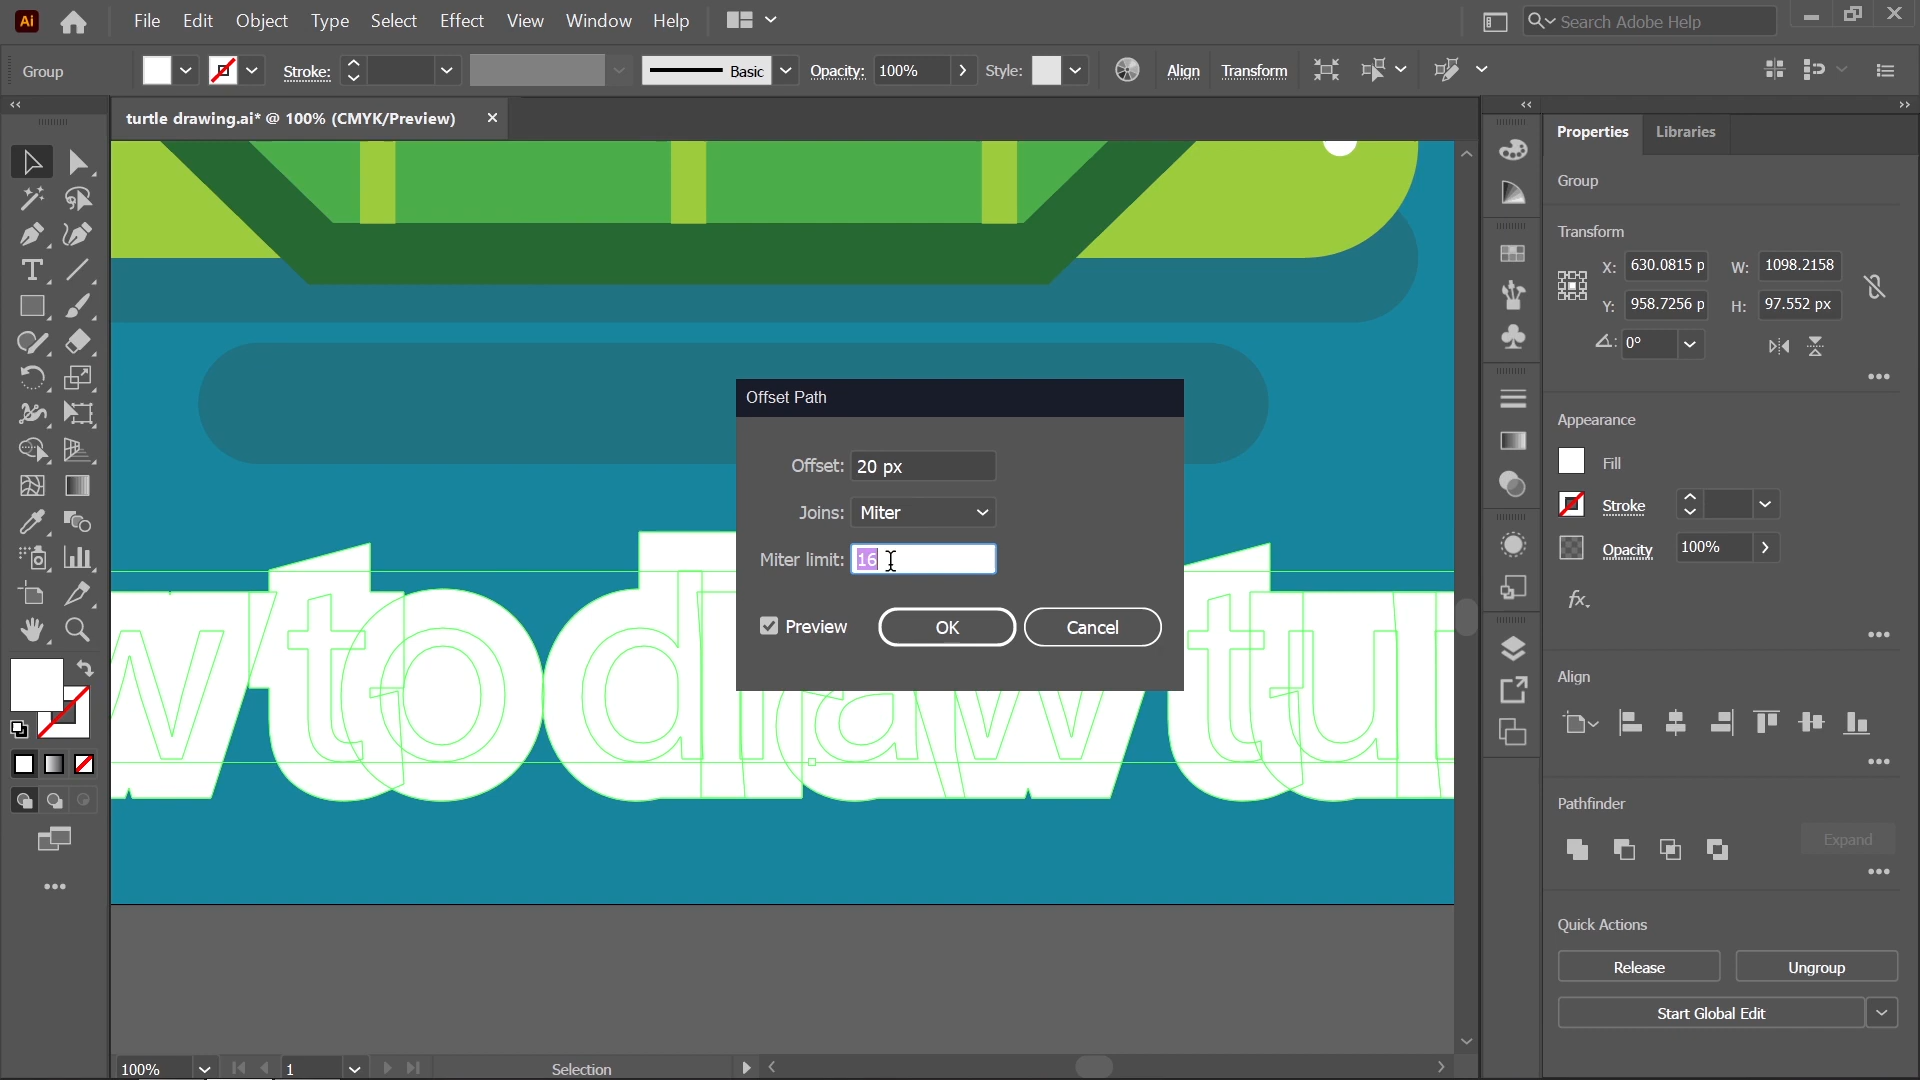 Ai File Edit Object Type Select Effect View Window Help Search Adobe Help
Group Stroke: Basic Opacity: 100% Style: Align Transform
turtle drawing.ai* @ 100% (CMYK/Preview)
Properties Libraries
Group
Transform
X: 630.0815 p W: 1098.2158
Y: 958.7256 p H: 97.552 px
0°
Appearance
Fill
Stroke
Opacity 100%
fx.
Align
Pathfinder
Expand
Quick Actions
Release Ungroup
Start Global Edit
Offset Path
Offset: 20 px
Joins: Miter
Miter limit: 16
Preview OK Cancel
w to draw tur
100% 1 Selection